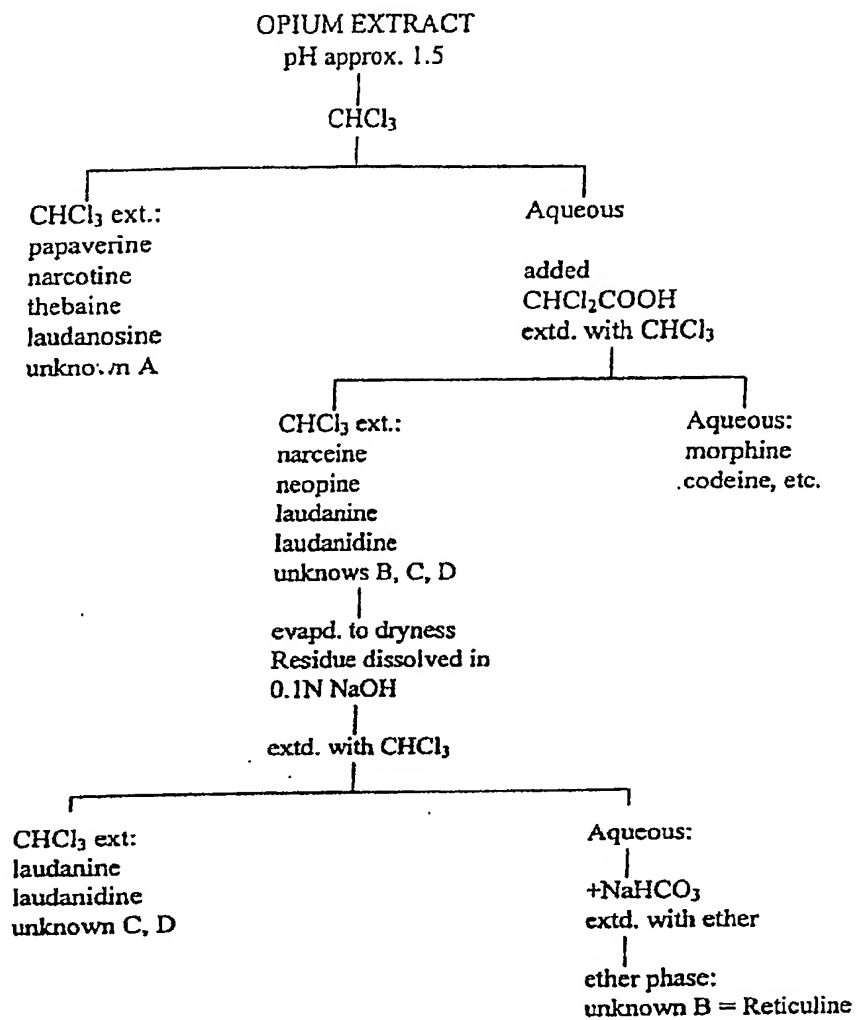 OPIUM EXTRACT
pH approx. 1.5
CHCl₃
CHCl₃ ext.:
papaverine
narcotine
thebaine
laudanosine
unknown A
Aqueous
added
CHCl₂COOH
extd. with CHCl₃
CHCl₃ ext.:
narceine
neopine
laudanine
laudanidine
unknows B, C, D
Aqueous:
morphine
codeine, etc.
evapd. to dryness
Residue dissolved in
0.1N NaOH
extd. with CHCl₃
CHCl₃ ext:
laudanine
laudanidine
unknown C, D
Aqueous:
+NaHCO₃
extd. with ether
ether phase:
unknown B = Reticuline